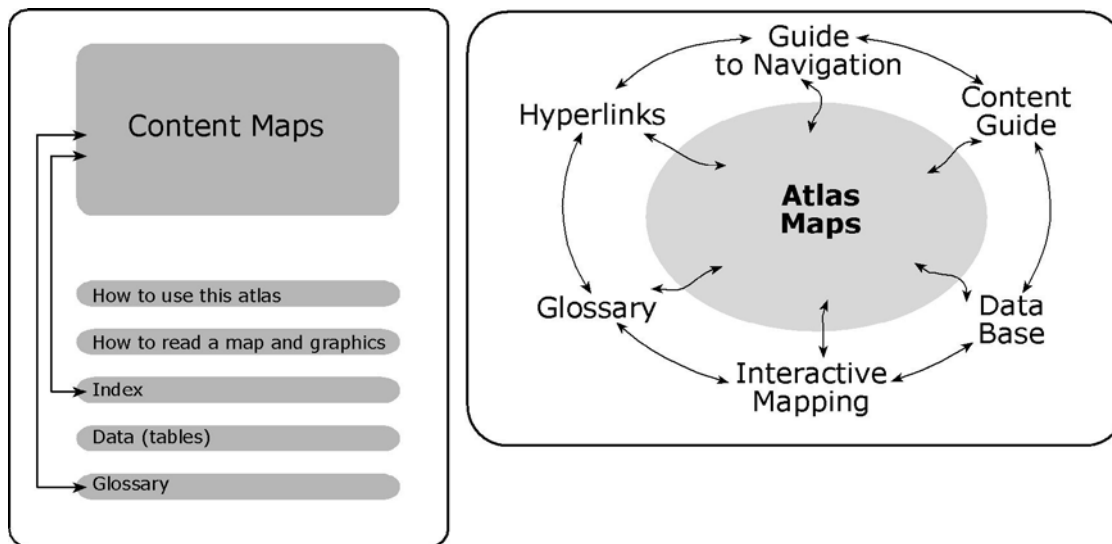 Content Maps
How to use this atlas
How to read a map and graphics
Index
Data (tables)
Glossary
Guide
to Navigation
Hyperlinks
Content
Guide
Atlas
Maps
Glossary
Data
Base
Interactive
Mapping